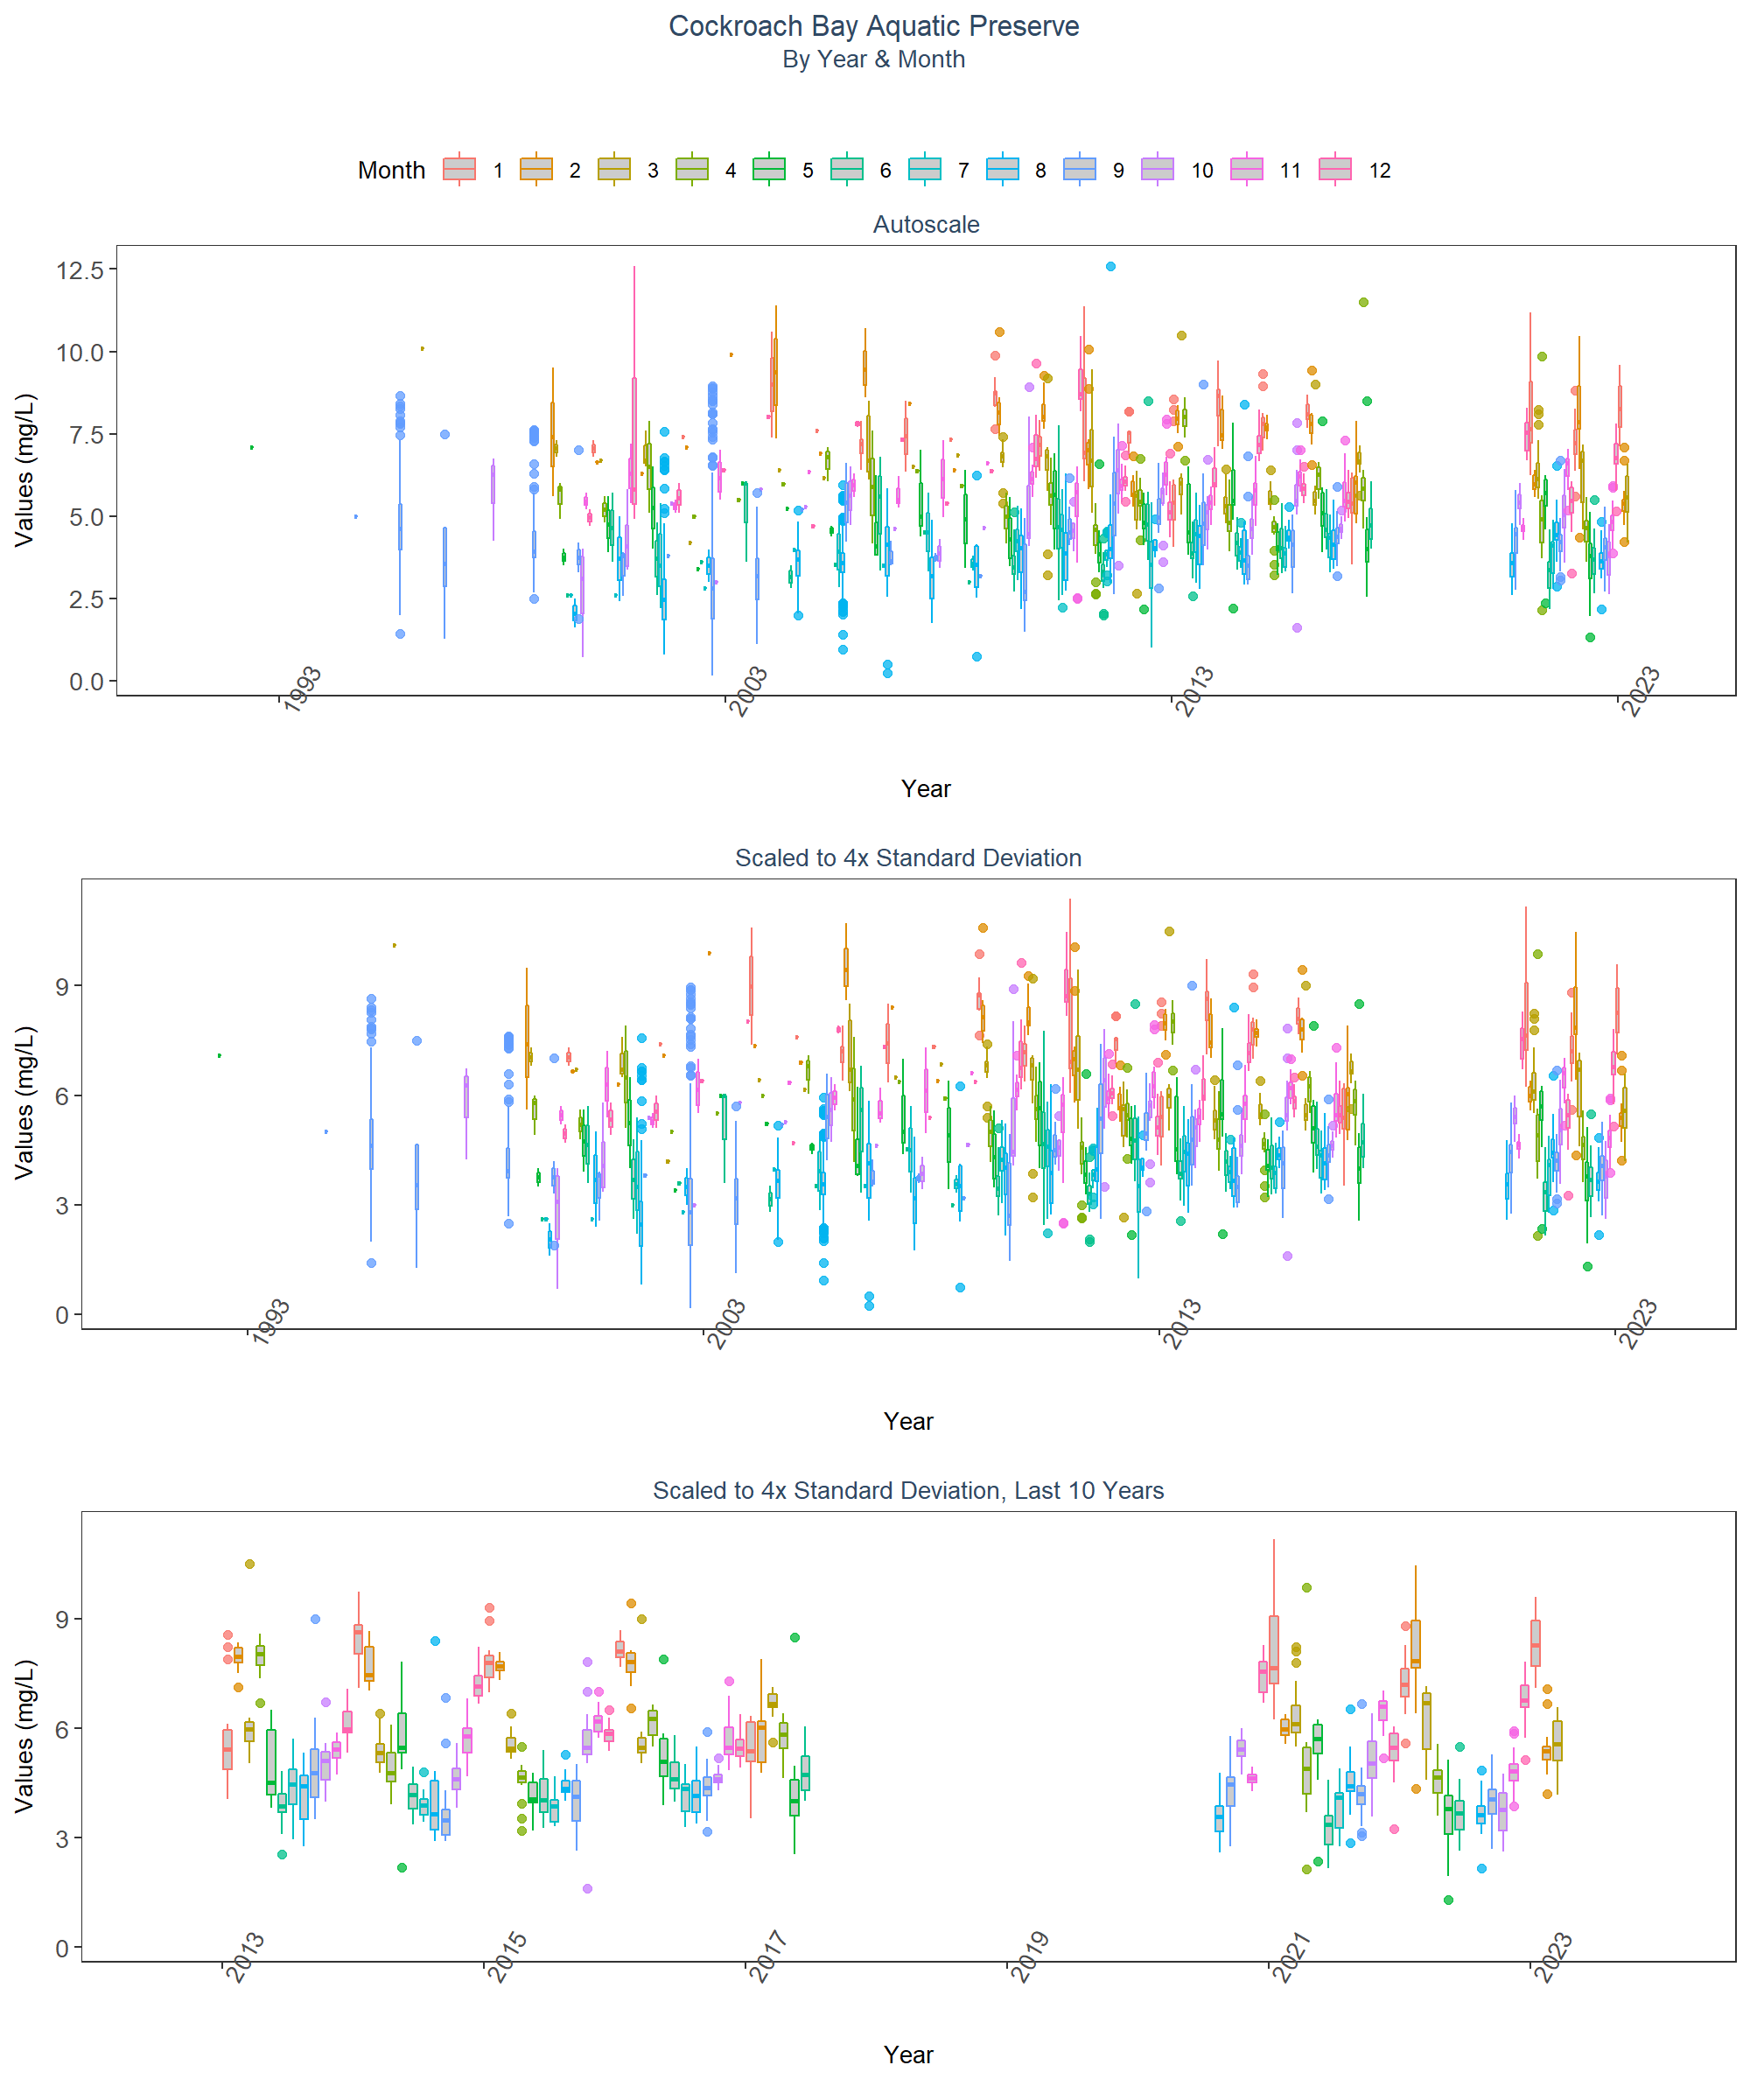 Cockroach Bay Aquatic Preserve
By Year & Month
Month 1 2 3 4 5 6 7 8 9 10 11 12
Autoscale
Values (mg/L)
12.5
10.0
7.5
5.0
2.5
0.0
1993 2003 2013 2023
Year
Scaled to 4x Standard Deviation
Values (mg/L)
9
6
3
0
1993 2003 2013 2023
Year
Scaled to 4x Standard Deviation, Last 10 Years
Values (mg/L)
9
6
3
0
2013 2015 2017 2019 2021 2023
Year